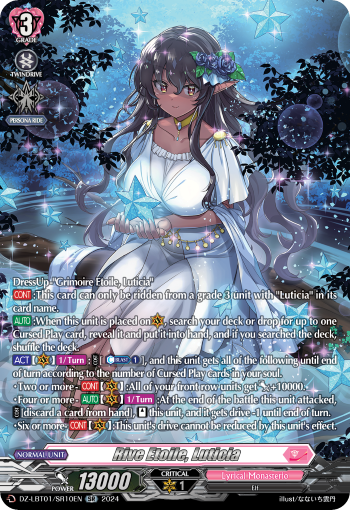 3
GRADE
TWINDRIVE
PERSONA RIDE
DressUp-"Grimoire Etoile, Luticia"
CONT:This card can only be ridden from a grade 3 unit with "Luticia" in its
card name.
AUTO:When this unit is placed on , search your deck or drop for up to one
Cursed Play card, reveal it and put it into hand, and if you searched the deck,
shuffle the deck.
ACT【】1/Turn:[BLAST 1], and this unit gets all of the following until end
of turn according to the number of Cursed Play cards in your soul.
·Two or more - CONT【】:All of your front row units get +10000.
·Four or more- AUTO【】1/Turn:At the end of the battle this unit attacked,
[discard a card from hand], this unit, and it gets drive -1 until end of turn.
·Six or more- CONT【】:This unit's drive cannot be reduced by this unit's effect.
NORMAL UNIT
Rive Etoile, Luticia
Lyrical Monasterio
POWER
13000
CRITICAL
1
Elf
D
DZ-LBT01/SR10EN SR 2024
illust/なないろ雲丹